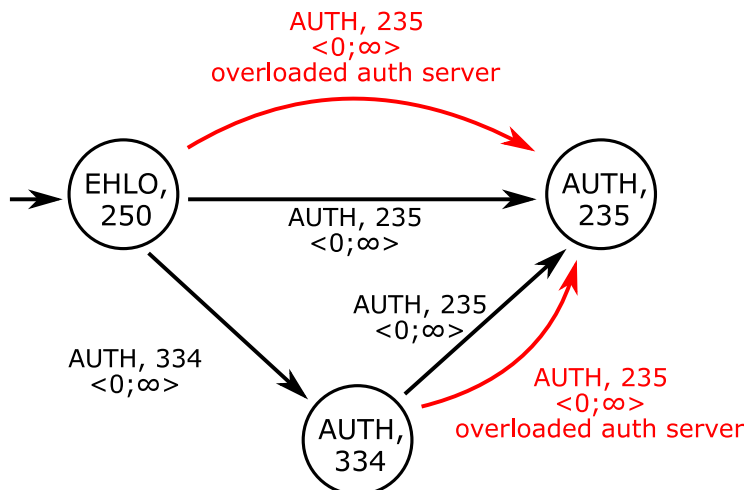 AUTH, 235
<0;∞>
overloaded auth server
EHLO,
250
AUTH,
235
AUTH, 235
<0;∞>
AUTH, 235
<0;∞>
AUTH, 334
<0;∞>
AUTH, 235
<0;∞>
overloaded auth server
AUTH,
334